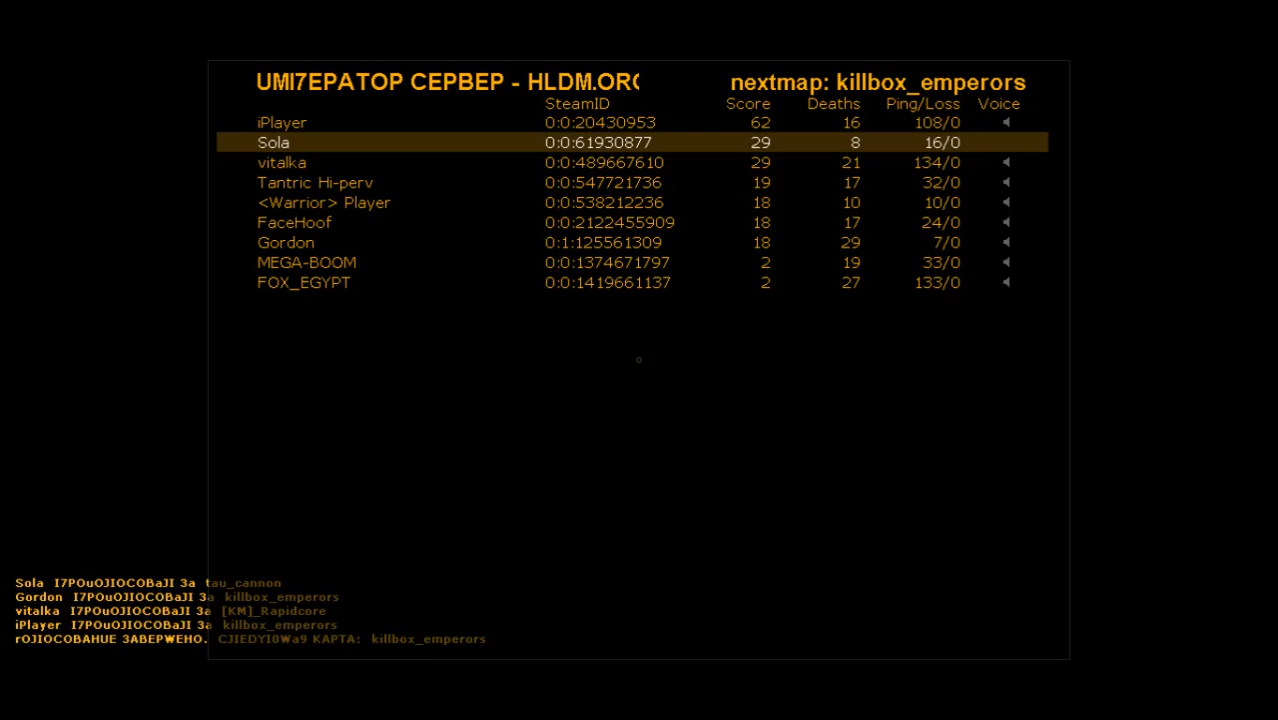 UMI7EPATOP CEPBEP - HLDM.ORG nextmap: killbox_emperors
SteamID Score Deaths Ping/Loss Voice
iPlayer 0:0:20430953 62 16 108/0
Sola 0:0:61930877 29 8 16/0
vitalka 0:0:489667610 29 21 134/0
Tantric Hi-perv 0:0:547721736 19 17 32/0
<Warrior> Player 0:0:538212236 18 10 10/0
FaceHoof 0:0:2122455909 18 17 24/0
Gordon 0:1:125561309 18 29 7/0
MEGA-BOOM 0:0:1374671797 2 19 33/0
FOX_EGYPT 0:0:1419661137 2 27 133/0
Sola I7POuOJIOCOBaJI 3a tau_cannon
Gordon I7POuOJIOCOBaJI 3a killbox_emperors
vitalka I7POuOJIOCOBaJI 3a [KM]_Rapidcore
iPlayer I7POuOJIOCOBaJI 3a killbox_emperors
rOJIOCOBAHUE 3ABEPW̶EHO. CJIEDYI0W̶a9 KAPTA: killbox_emperors